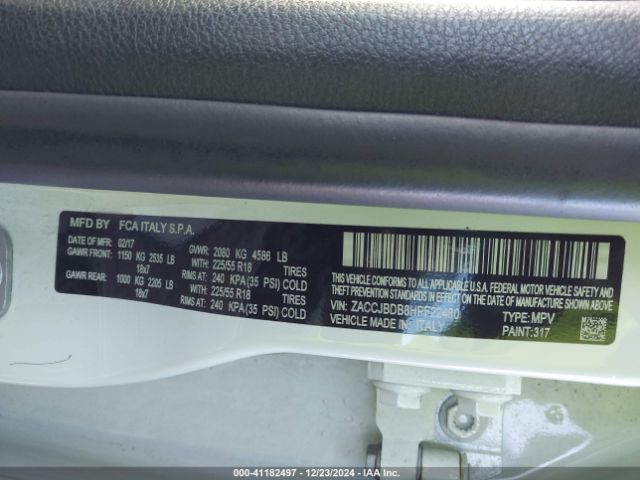 MFD BY FCA ITALY S.P.A.
DATE OF MFR: 02/17 GVWR: 2080 KG 4586 LB
GAWR FRONT: 1150 KG 2535 LB WITH: 225/55 R18 TIRES
18x7 RIMS AT: 240 KPA(35 PSI) COLD
GAWR REAR: 1000 KG 2205 LB WITH: 225/55 R18 TIRES
18x7 RIMS AT: 240 KPA(35 PSI) COLD
THIS VEHICLE CONFORMS TO ALL APPLICABLE
U.S.A. FEDERAL MOTOR VEHICLE SAFETY AND
THEFT PREVENTION STANDARDS IN EFFECT ON THE
DATE OF MANUFACTURE SHOWN ABOVE.
VIN: ZACCJBDB8HPF22480 TYPE: MPV
VEHICLE MADE IN ITALY PAINT: 317
000-41182497 - 12/23/2024 - IAA Inc.